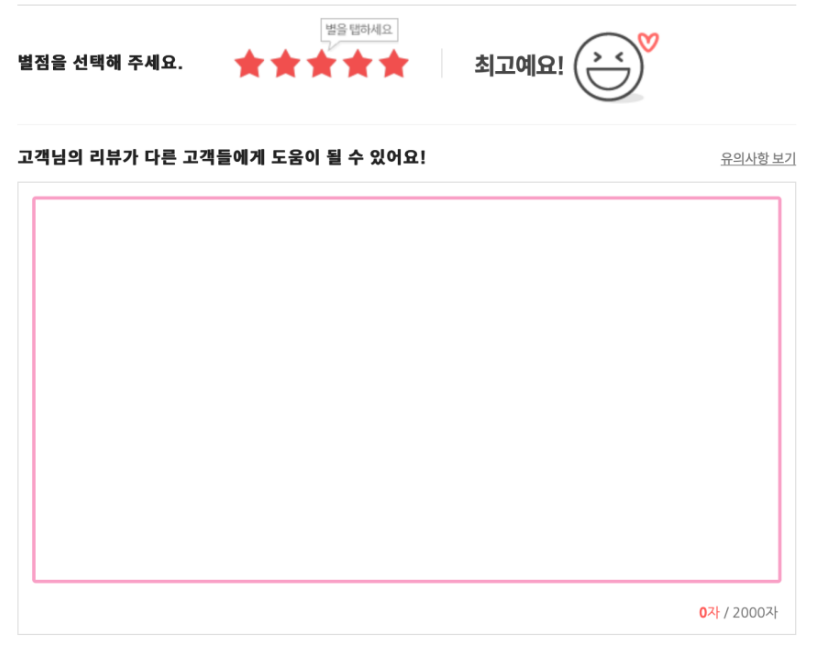 별을 탭하세요
별점을 선택해 주세요.
최고예요!
고객님의 리뷰가 다른 고객들에게 도움이 될 수 있어요!
유의사항 보기
0자 / 2000자